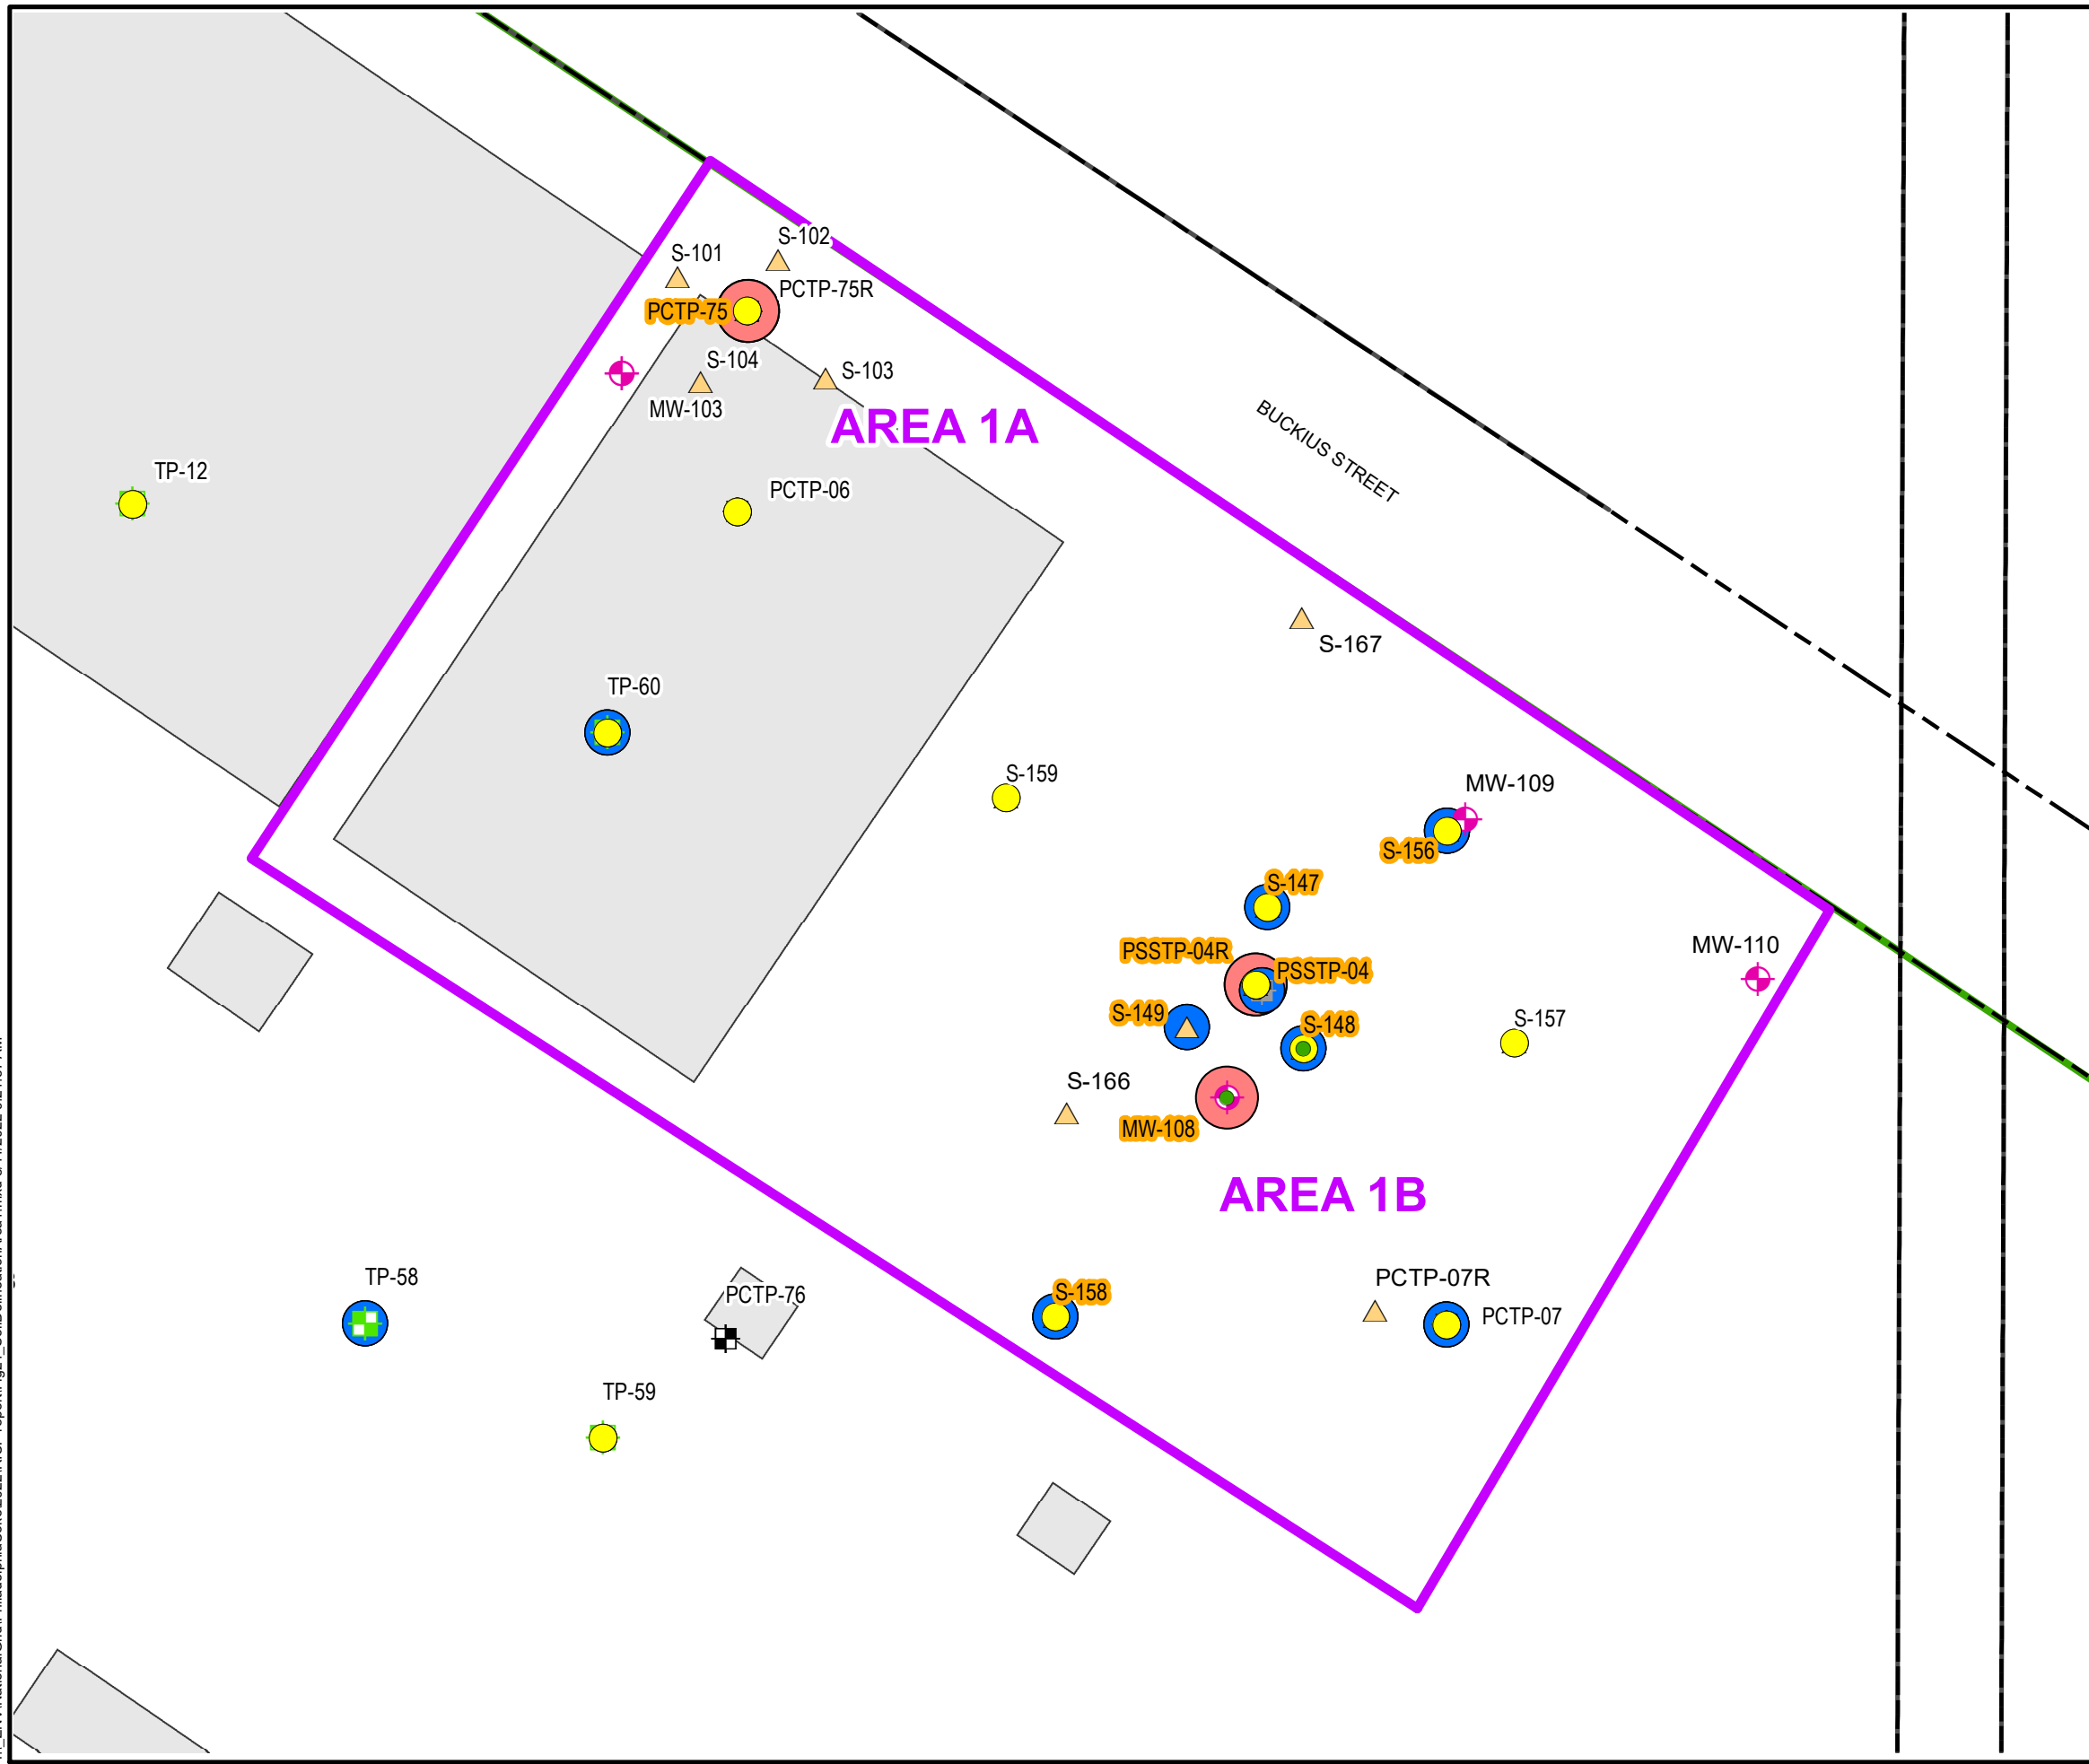 S-102
S-101
PCTP-75R
PCTP-75
S-104
S-103
MW-103
AREA 1A
BUCKIUS STREET
TP-12
PCTP-06
S-167
TP-60
S-159
MW-109
S-156
S-147
PSSTP-04R
MW-110
PSSTP-04
S-149
S-148
S-157
S-166
MW-108
AREA 1B
TP-58
PCTP-76
S-158
PCTP-07R
PCTP-07
TP-59